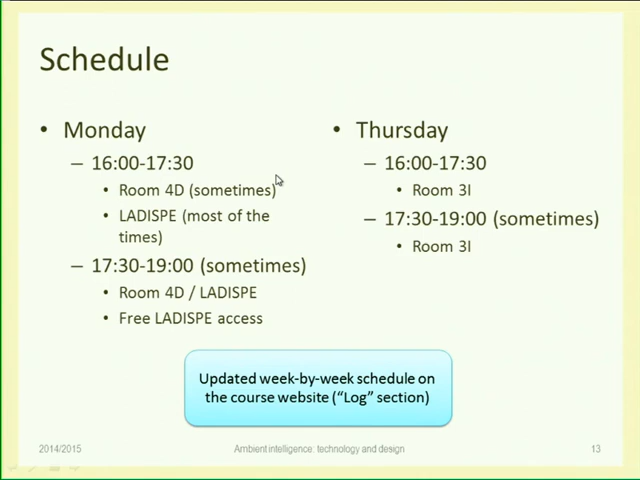 Schedule
• Monday
– 16:00-17:30
• Room 4D (sometimes)
• LADISPE (most of the
times)
– 17:30-19:00 (sometimes)
• Room 4D / LADISPE
• Free LADISPE access
• Thursday
– 16:00-17:30
• Room 3I
– 17:30-19:00 (sometimes)
• Room 3I
Updated week-by-week schedule on
the course website (“Log” section)
2014/2015
Ambient intelligence: technology and design
13